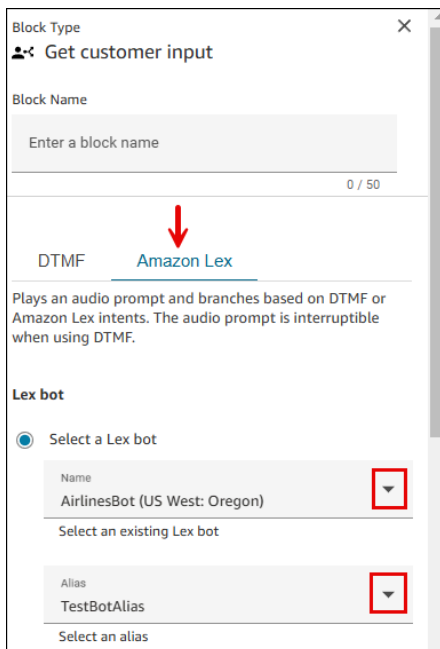 Block Type
Get customer input
Block Name
Enter a block name
0 / 50
DTMF Amazon Lex
Plays an audio prompt and branches based on DTMF or
Amazon Lex intents. The audio prompt is interruptible
when using DTMF.
Lex bot
Select a Lex bot
Name
AirlinesBot (US West: Oregon)
Select an existing Lex bot
Alias
TestBotAlias
Select an alias